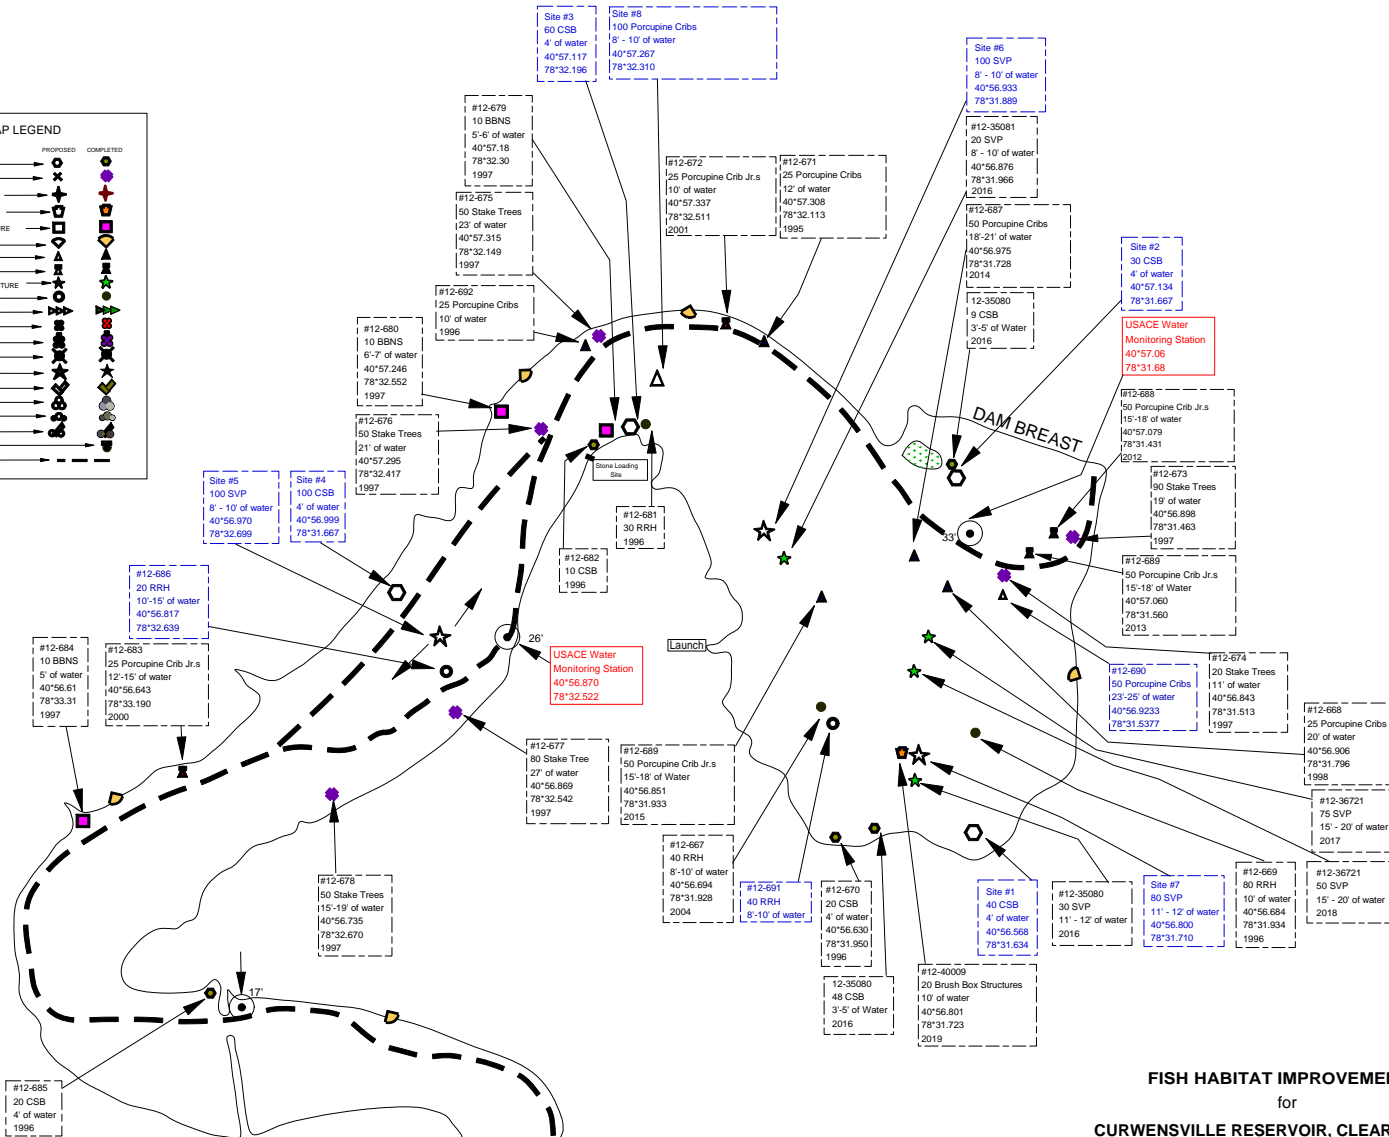 Site #3
60 CSB
4' of water
40*57.117
78*32.196
Site #8
100 Porcupine Cribs
8' - 10' of water
40*57.267
78*32.310
Site #6
100 SVP
8' - 10' of water
40*56.933
78*31.889
#12-679
10 BBNS
5'-6' of water
40*57.18
78*32.30
1997
AP LEGEND
PROPOSED
COMPLETED
URE
TURE
#12-35081
20 SVP
8' - 10' of water
40*56.876
78*31.966
2016
#12-672
25 Porcupine Crib Jr.s
10' of water
40*57.337
78*32.511
2001
#12-671
25 Porcupine Cribs
12' of water
40*57.308
78*32.113
1995
#12-675
50 Stake Trees
23' of water
40*57.315
78*32.149
1997
#12-687
50 Porcupine Cribs
18'-21' of water
40*56.975
78*31.728
2014
Site #2
30 CSB
4' of water
40*57.134
78*31.667
#12-692
25 Porcupine Cribs
10' of water
1996
12-35080
9 CSB
3'-5' of Water
2016
#12-680
10 BBNS
6'-7' of water
40*57.246
78*32.552
1997
USACE Water
Monitoring Station
40*57.06
78*31.68
#12-688
50 Porcupine Crib Jr.s
15'-18' of water
40*57.079
78*31.431
2012
DAM BREAST
#12-676
50 Stake Trees
21' of water
40*57.295
78*32.417
1997
Stone Loading
Site
#12-673
90 Stake Trees
19' of water
40*56.898
78*31.463
1997
Site #5
100 SVP
8' - 10' of water
40*56.970
78*32.699
Site #4
100 CSB
4' of water
40*56.999
78*31.667
#12-681
30 RRH
1996
33'
#12-682
10 CSB
1996
#12-689
50 Porcupine Crib Jr.s
15'-18' of Water
40*57.060
78*31.560
2013
#12-686
20 RRH
10'-15' of water
40*56.817
78*32.639
26'
Launch
#12-684
10 BBNS
5' of water
40*56.61
78*33.31
1997
#12-683
25 Porcupine Crib Jr.s
12'-15' of water
40*56.643
78*33.190
2000
USACE Water
Monitoring Station
40*56.870
78*32.522
#12-690
50 Porcupine Cribs
23'-25' of water
40*56.9233
78*31.5377
#12-674
20 Stake Trees
11' of water
40*56.843
78*31.513
1997
#12-668
25 Porcupine Cribs
20' of water
40*56.906
78*31.796
1998
#12-677
80 Stake Tree
27' of water
40*56.869
78*32.542
1997
#12-689
50 Porcupine Crib Jr.s
15'-18' of Water
40*56.851
78*31.933
2015
#12-36721
75 SVP
15' - 20' of water
2017
#12-667
40 RRH
8'-10' of water
40*56.694
78*31.928
2004
#12-678
50 Stake Trees
15'-19' of water
40*56.735
78*32.670
1997
#12-691
40 RRH
8'-10' of water
#12-670
20 CSB
4' of water
40*56.630
78*31.950
1996
Site #1
40 CSB
4' of water
40*56.568
78*31.634
#12-35080
30 SVP
11' - 12' of water
2016
Site #7
80 SVP
11' - 12' of water
40*56.800
78*31.710
#12-669
80 RRH
10' of water
40*56.684
78*31.934
1996
#12-36721
50 SVP
15' - 20' of water
2018
12-35080
48 CSB
3'-5' of Water
2016
#12-40009
20 Brush Box Structures
10' of water
40*56.801
78*31.723
2019
17'
#12-685
20 CSB
4' of water
1996
FISH HABITAT IMPROVEME
for
CURWENSVILLE RESERVOIR, CLEAR